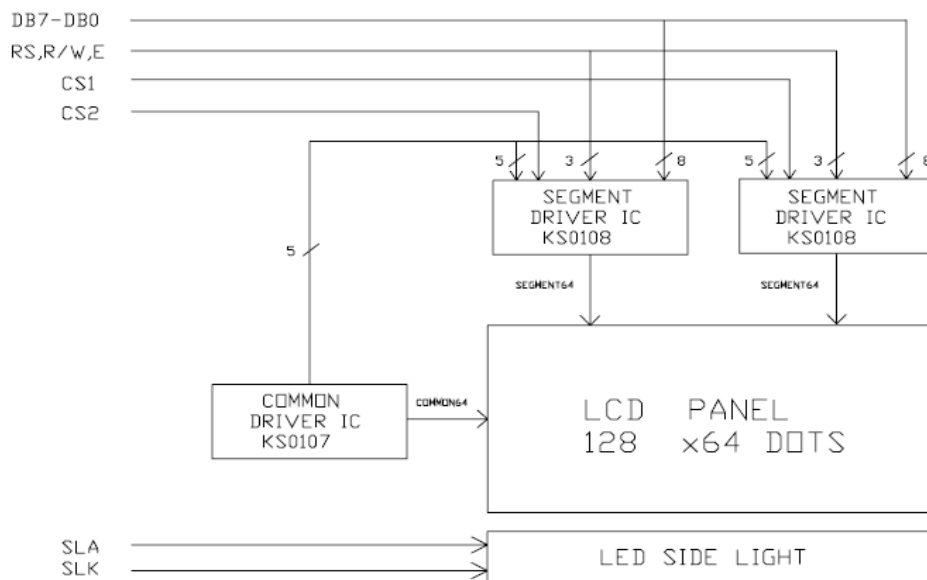 DB7-DB0
RS,R/W,E
CS1
CS2
5
3
8
5
3
8
SEGMENT
DRIVER IC
KS0108
SEGMENT
DRIVER IC
KS0108
5
SEGMENT64
SEGMENT64
COMMON
DRIVER IC
KS0107
COMMON64
LCD PANEL
128 x64 DOTS
SLA
SLK
LED SIDE LIGHT